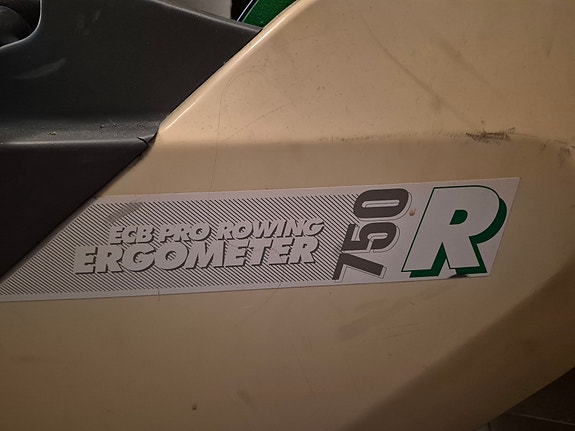 ECB PRO ROWING
ERGOMETER
750
R